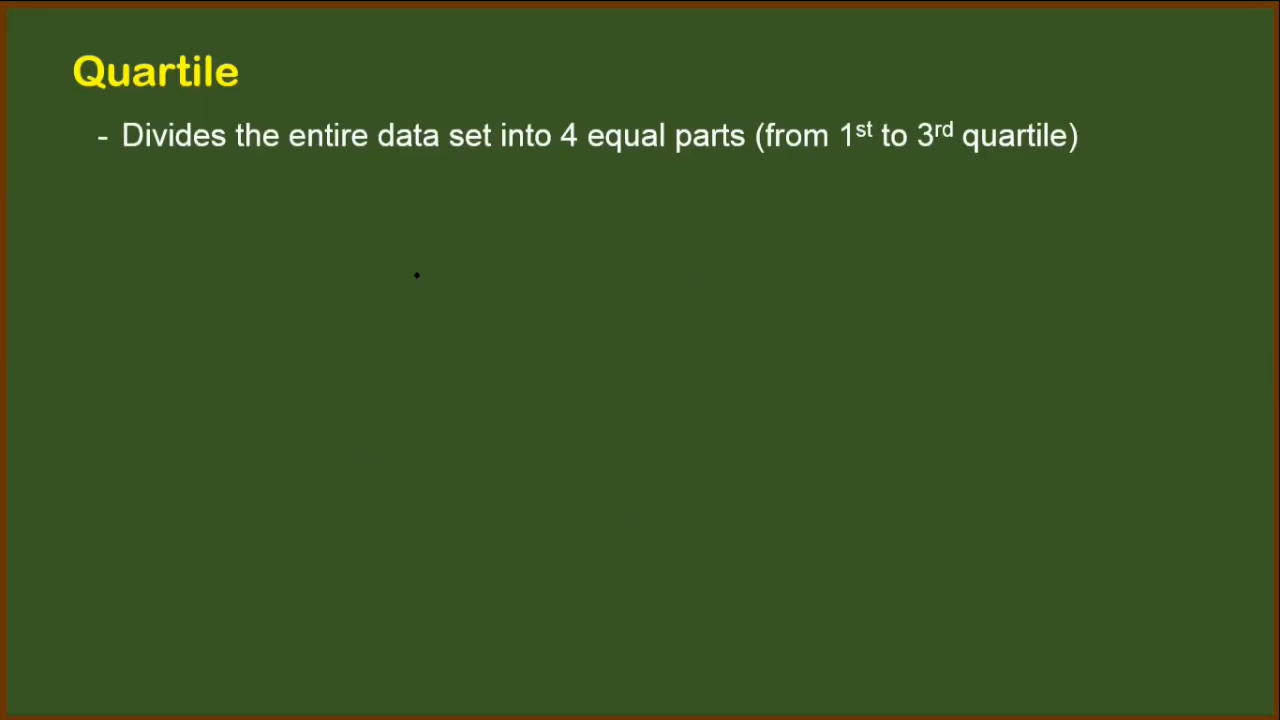 Quartile
- Divides the entire data set into 4 equal parts (from 1st to 3rd quartile)